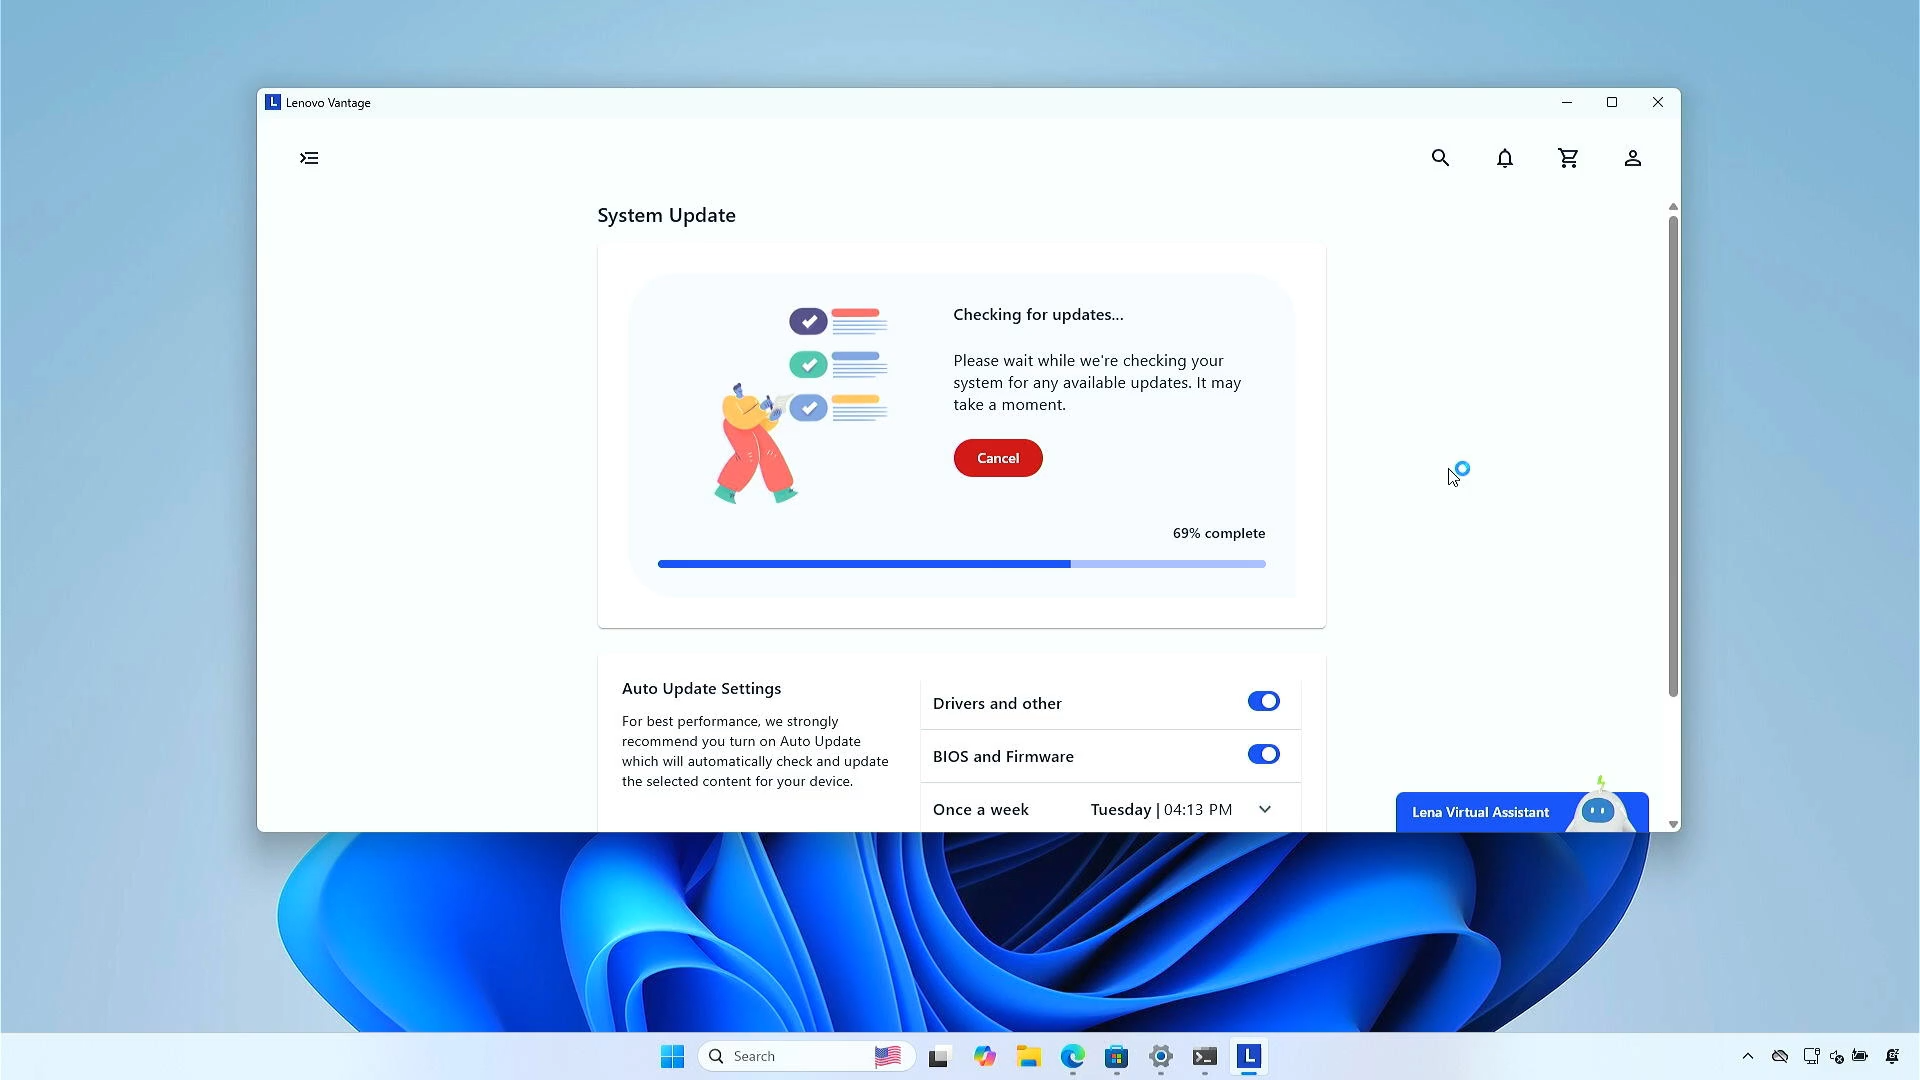 L Lenovo Vantage
System Update
Checking for updates...
Please wait while we're checking your
system for any available updates. It may
take a moment.
Cancel
69% complete
Auto Update Settings
For best performance, we strongly
recommend you turn on Auto Update
which will automatically check and update
the selected content for your device.
Drivers and other
BIOS and Firmware
Once a week Tuesday | 04:13 PM
Lena Virtual Assistant
Search
L